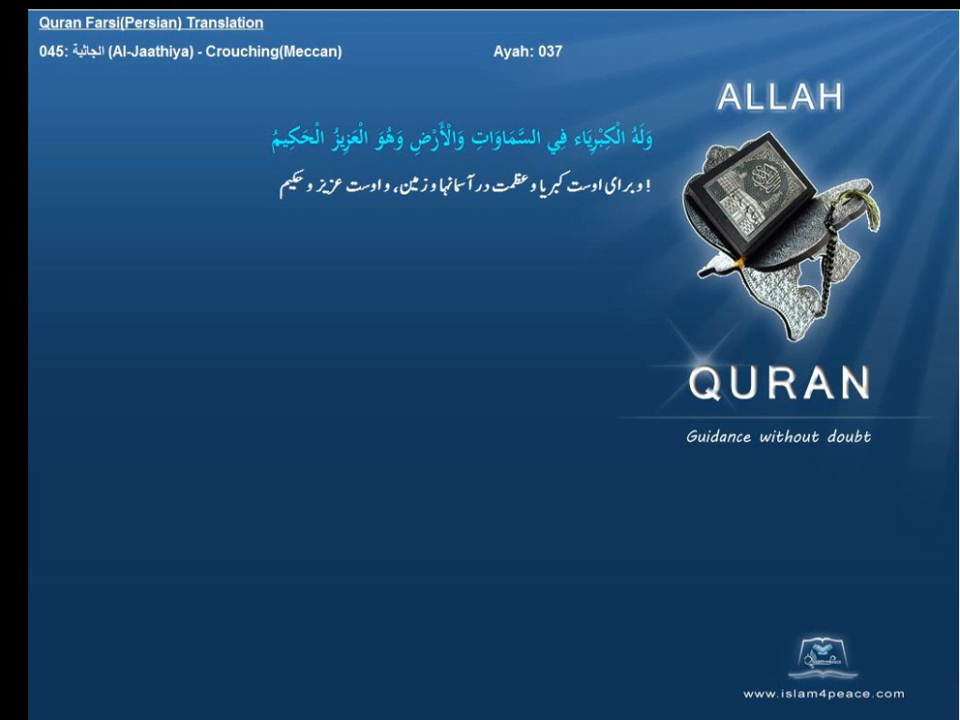 Quran Farsi(Persian) Translation
045: الجاثية (Al-Jaathiya) - Crouching(Meccan)
Ayah: 037
وَلَهُ الْكِبْرِيَاء فِي السَّمَاوَاتِ وَالْأَرْضِ وَهُوَ الْعَزِيزُ الْحَكِيمُ
و برای اوست کبریا و عظمت در آسمانها و زمین، و اوست عزیز و حکیم!
ALLAH
QURAN
Guidance without doubt
www.islam4peace.com